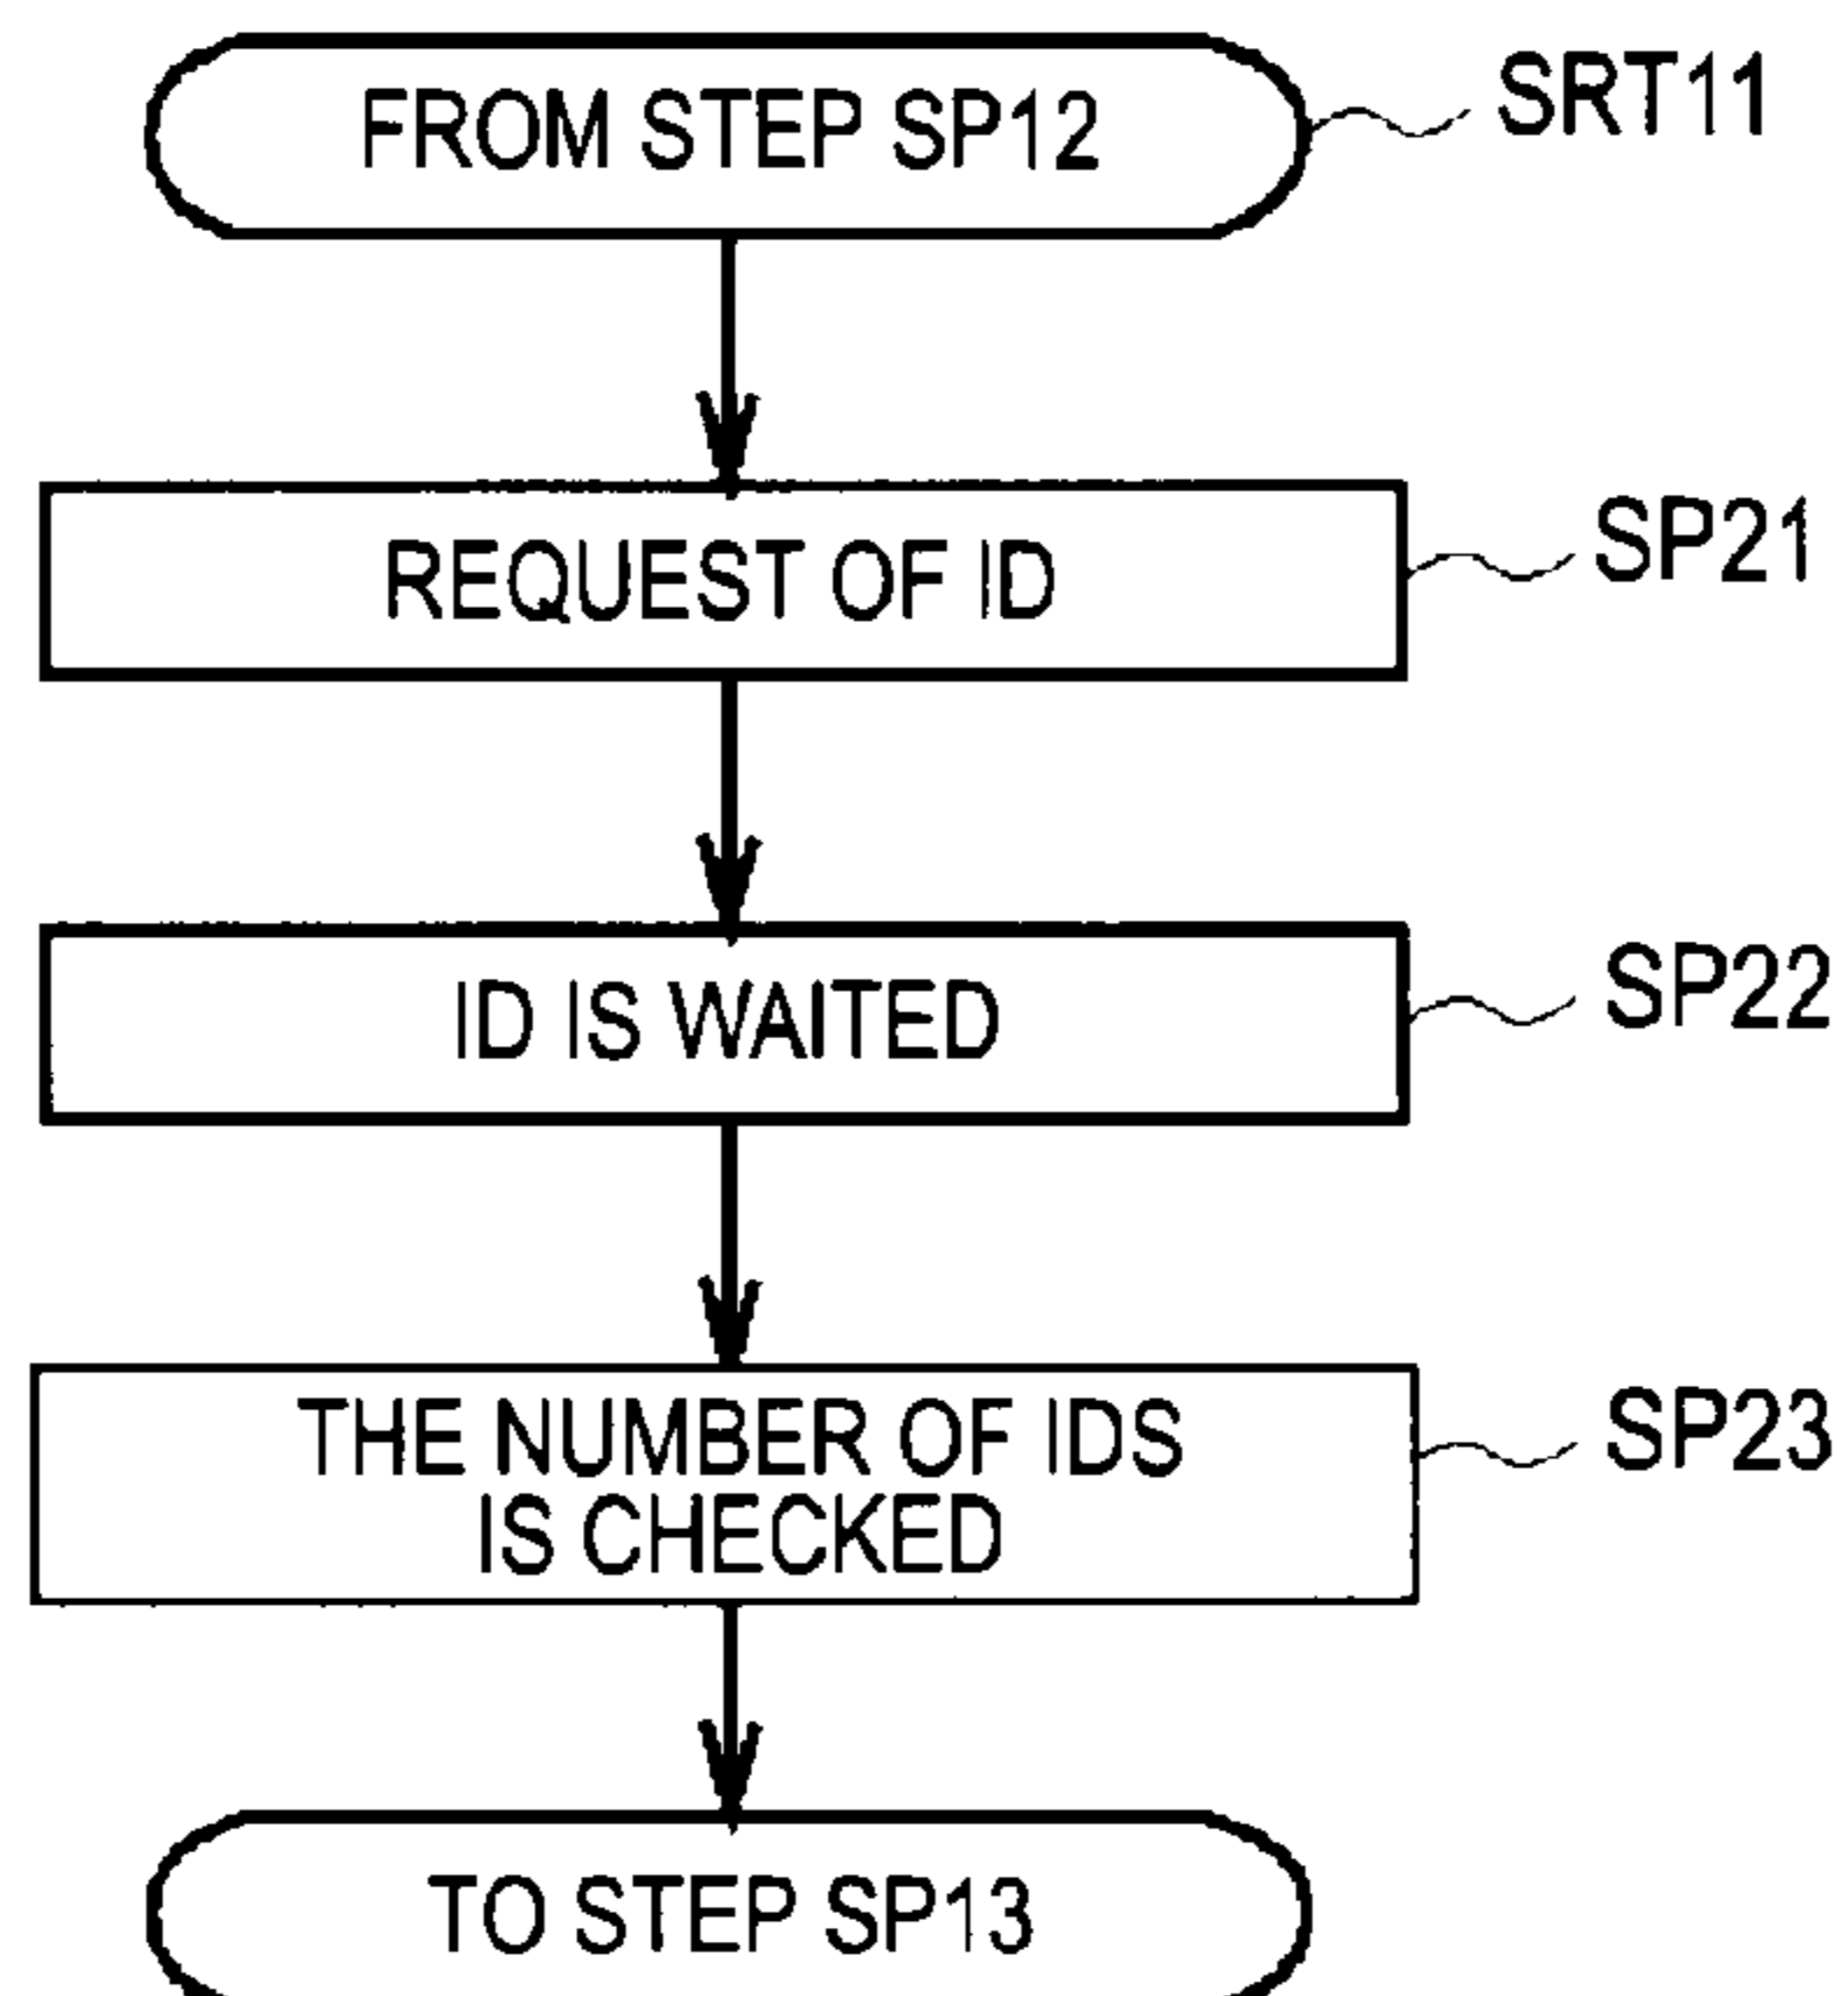 FROM STEP SP12
SRT11
REQUEST OF ID
SP21
ID IS WAITED
SP22
THE NUMBER OF IDS
IS CHECKED
SP23
TO STEP SP13